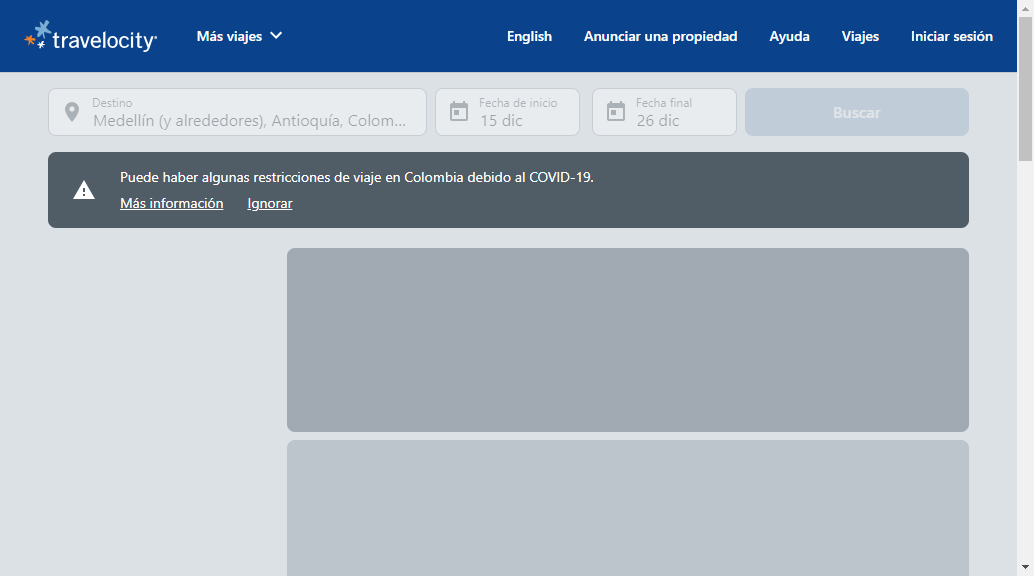 travelocity
Más viajes
English
Anunciar una propiedad
Ayuda
Viajes
Iniciar sesión
Destino
Medellín (y alrededores), Antioquía, Colom...
Fecha de inicio
15 dic
Fecha final
26 dic
Buscar
Puede haber algunas restricciones de viaje en Colombia debido al COVID-19.
Más información
Ignorar